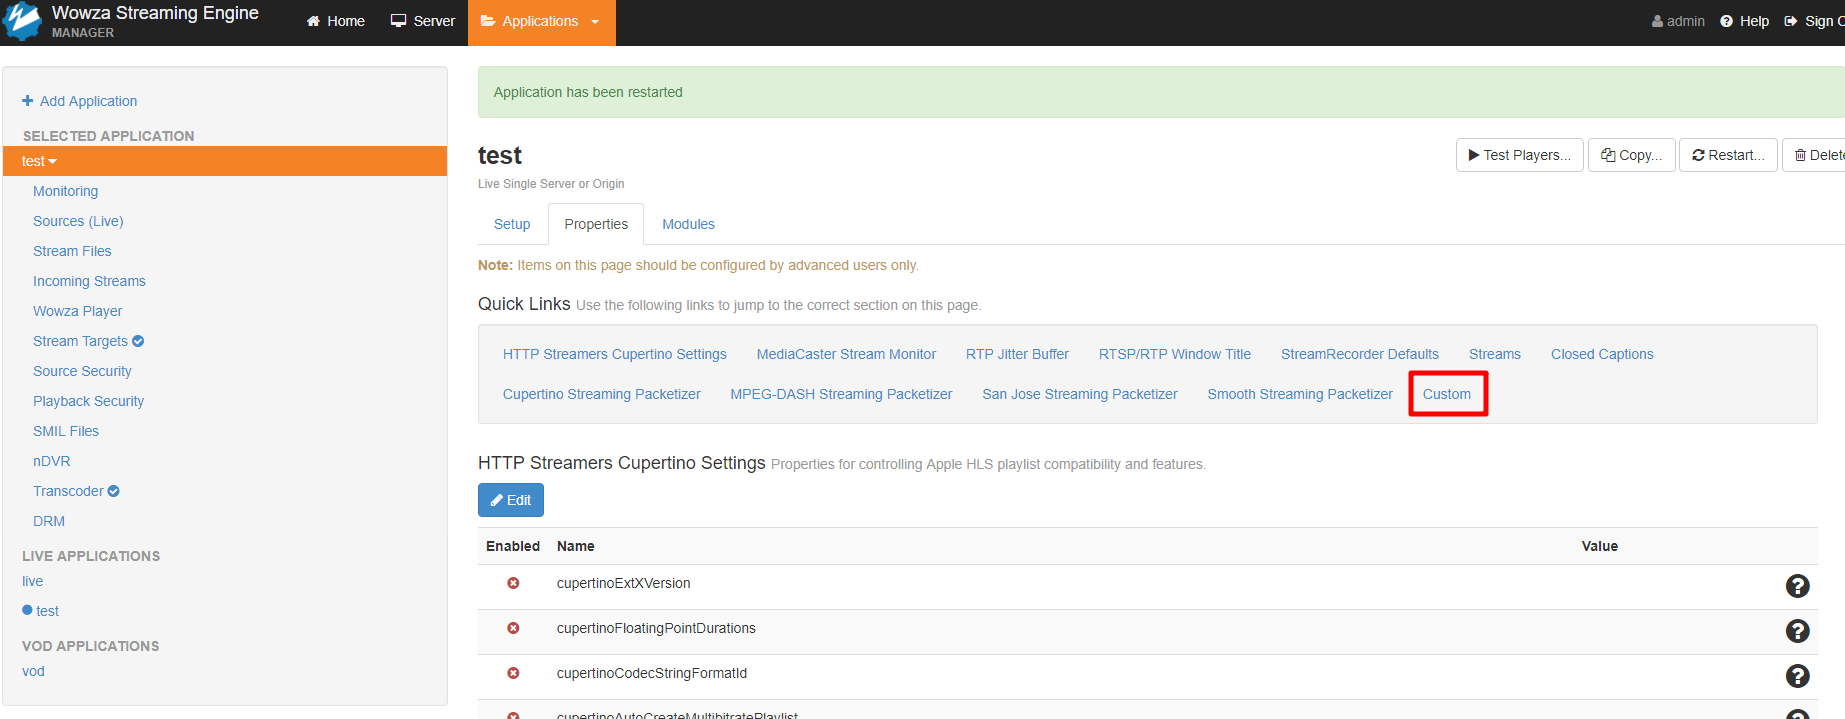 Wowza Streaming Engine
MANAGER
Home Server Applications
admin Help Sign
Add Application
SELECTED APPLICATION
test
Monitoring
Sources (Live)
Stream Files
Incoming Streams
Wowza Player
Stream Targets
Source Security
Playback Security
SMIL Files
nDVR
Transcoder
DRM
LIVE APPLICATIONS
live
test
VOD APPLICATIONS
vod
Application has been restarted
test
Live Single Server or Origin
Test Players... Copy... Restart... Delete
Setup Properties Modules
Note: Items on this page should be configured by advanced users only.
Quick Links Use the following links to jump to the correct section on this page.
HTTP Streamers Cupertino Settings MediaCaster Stream Monitor RTP Jitter Buffer RTSP/RTP Window Title StreamRecorder Defaults Streams Closed Captions
Cupertino Streaming Packetizer MPEG-DASH Streaming Packetizer San Jose Streaming Packetizer Smooth Streaming Packetizer Custom
HTTP Streamers Cupertino Settings Properties for controlling Apple HLS playlist compatibility and features.
Edit
Enabled Name Value
cupertinoExtXVersion
cupertinoFloatingPointDurations
cupertinoCodecStringFormatId
cupertinoAutoCreateMultibitratePlaylist